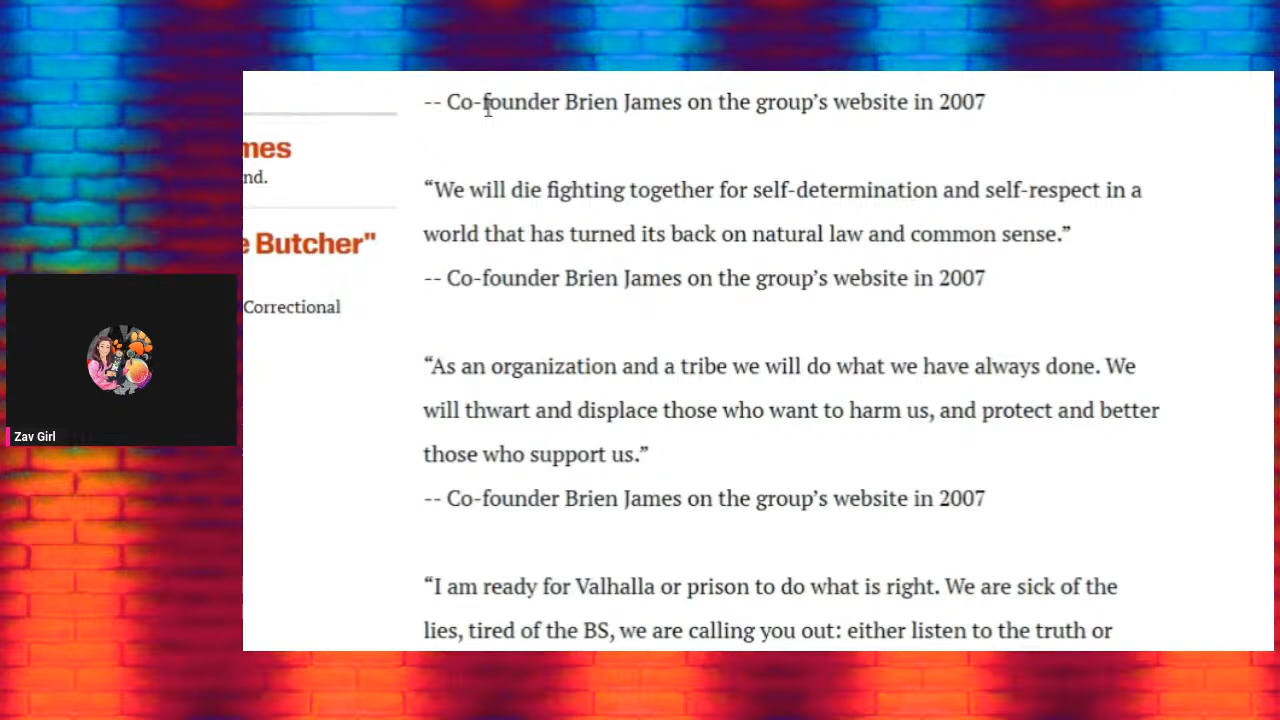 -- Co-founder Brien James on the group’s website in 2007
mes
nd.
e Butcher"
Correctional
“We will die fighting together for self-determination and self-respect in a
world that has turned its back on natural law and common sense.”
-- Co-founder Brien James on the group’s website in 2007
“As an organization and a tribe we will do what we have always done. We
will thwart and displace those who want to harm us, and protect and better
those who support us.”
-- Co-founder Brien James on the group’s website in 2007
“I am ready for Valhalla or prison to do what is right. We are sick of the
lies, tired of the BS, we are calling you out: either listen to the truth or
Zav Girl